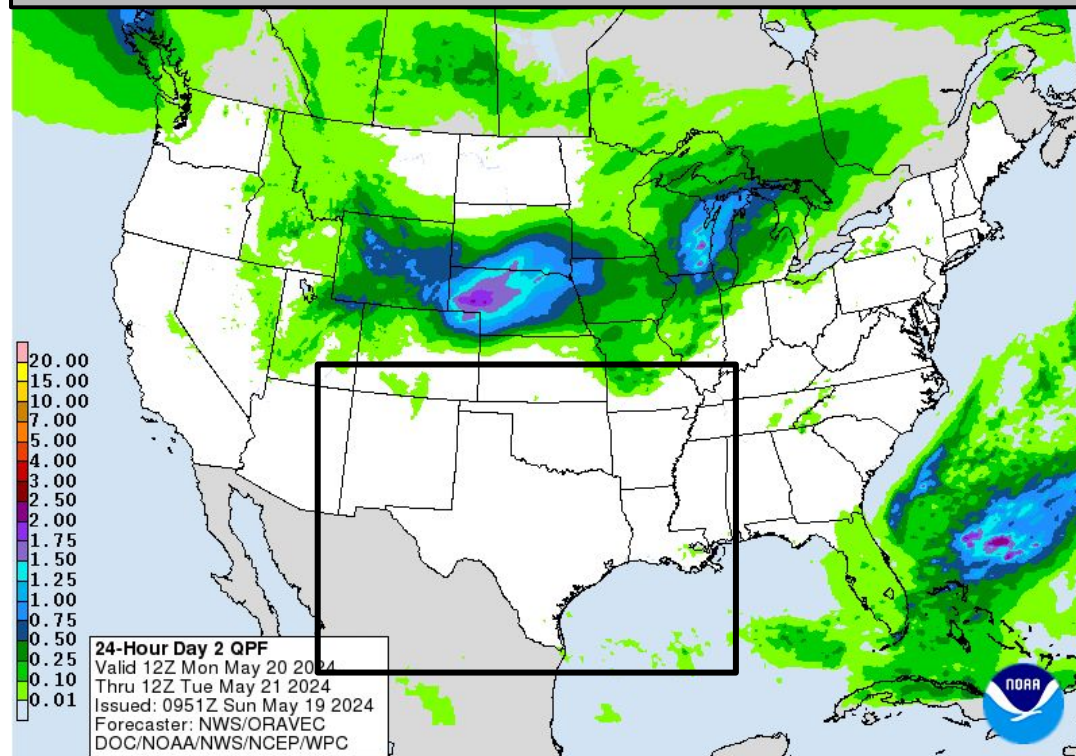 20.00
15.00
10.00
7.00
5.00
4.00
3.00
2.50
2.00
1.75
1.50
1.25
1.00
0.75
0.50
0.25
0.10
0.01
24-Hour Day 2 QPF
Valid 12Z Mon May 20 2024
Thru 12Z Tue May 21 2024
Issued: 0951Z Sun May 19 2024
Forecaster: NWS/ORAVEC
DOC/NOAA/NWS/NCEP/WPC
NOAA